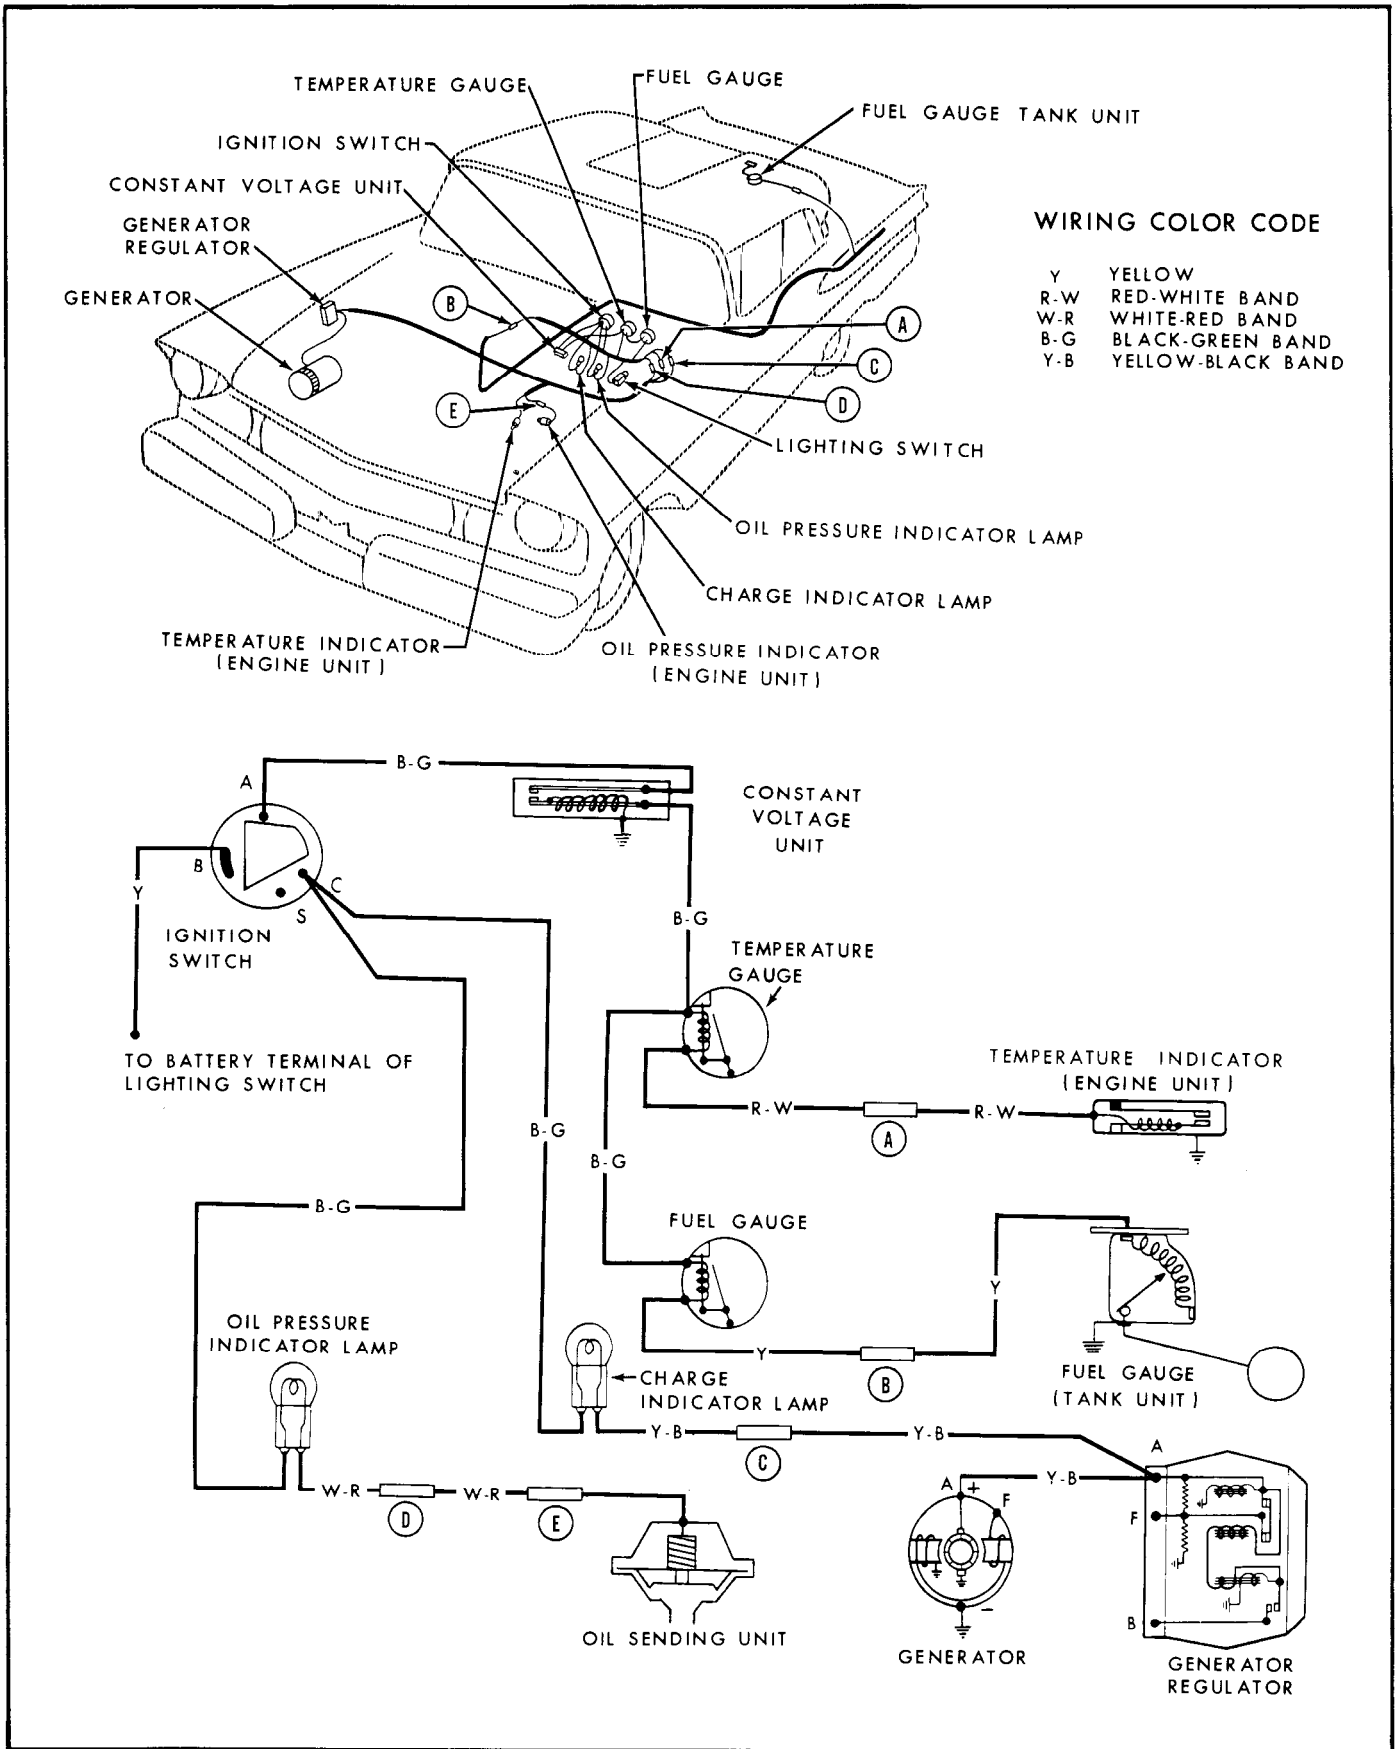 TEMPERATURE GAUGE
FUEL GAUGE
FUEL GAUGE TANK UNIT
IGNITION SWITCH
CONSTANT VOLTAGE UNIT
GENERATOR
REGULATOR
GENERATOR
B
A
C
D
E
LIGHTING SWITCH
OIL PRESSURE INDICATOR LAMP
CHARGE INDICATOR LAMP
TEMPERATURE INDICATOR
(ENGINE UNIT)
OIL PRESSURE INDICATOR
(ENGINE UNIT)
WIRING COLOR CODE
Y YELLOW
R-W RED-WHITE BAND
W-R WHITE-RED BAND
B-G BLACK-GREEN BAND
Y-B YELLOW-BLACK BAND
A
B-G
CONSTANT
VOLTAGE
UNIT
B
Y
C
S
IGNITION
SWITCH
B-G
TEMPERATURE
GAUGE
TO BATTERY TERMINAL OF
LIGHTING SWITCH
TEMPERATURE INDICATOR
(ENGINE UNIT)
R-W
R-W
A
B-G
B-G
B-G
FUEL GAUGE
Y
Y
B
FUEL GAUGE
(TANK UNIT)
OIL PRESSURE
INDICATOR LAMP
CHARGE
INDICATOR LAMP
Y-B
C
Y-B
A
W-R
D
W-R
E
A
+
F
Y-B
F
B
-
OIL SENDING UNIT
GENERATOR
GENERATOR
REGULATOR